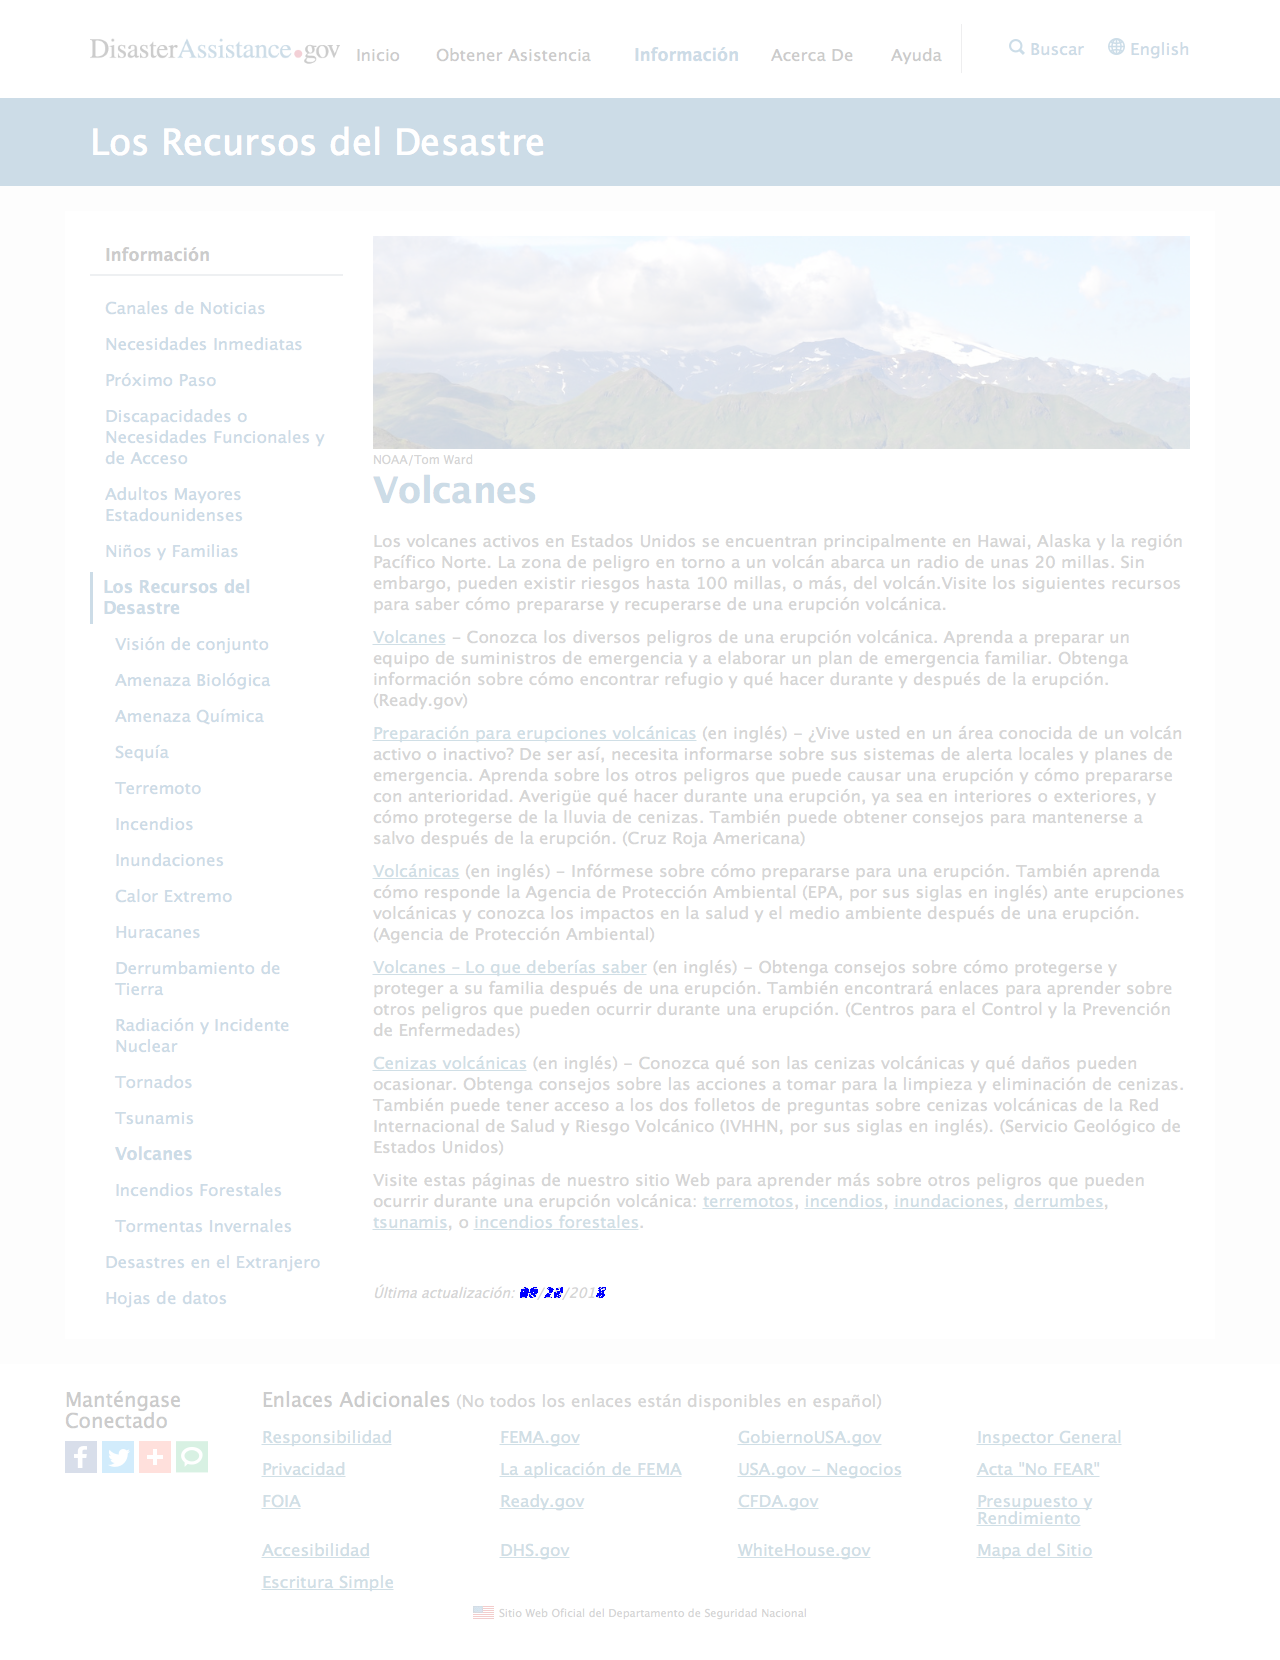 DisasterAssistance.gov
Inicio
Obtener Asistencia
Información
Acerca De
Ayuda
Buscar
English
Los Recursos del Desastre
Información
Canales de Noticias
Necesidades Inmediatas
Próximo Paso
Discapacidades o
Necesidades Funcionales y
de Acceso
Adultos Mayores
Estadounidenses
Niños y Familias
Los Recursos del
Desastre
Visión de conjunto
Amenaza Biológica
Amenaza Química
Sequía
Terremoto
Incendios
Inundaciones
Calor Extremo
Huracanes
Derrumbamiento de
Tierra
Radiación y Incidente
Nuclear
Tornados
Tsunamis
Volcanes
Incendios Forestales
Tormentas Invernales
Desastres en el Extranjero
Hojas de datos
NOAA/Tom Ward
Volcanes
Los volcanes activos en Estados Unidos se encuentran principalmente en Hawai, Alaska y la región
Pacífico Norte. La zona de peligro en torno a un volcán abarca un radio de unas 20 millas. Sin
embargo, pueden existir riesgos hasta 100 millas, o más, del volcán.Visite los siguientes recursos
para saber cómo prepararse y recuperarse de una erupción volcánica.
Volcanes – Conozca los diversos peligros de una erupción volcánica. Aprenda a preparar un
equipo de suministros de emergencia y a elaborar un plan de emergencia familiar. Obtenga
información sobre cómo encontrar refugio y qué hacer durante y después de la erupción.
(Ready.gov)
Preparación para erupciones volcánicas (en inglés) – ¿Vive usted en un área conocida de un volcán
activo o inactivo? De ser así, necesita informarse sobre sus sistemas de alerta locales y planes de
emergencia. Aprenda sobre los otros peligros que puede causar una erupción y cómo prepararse
con anterioridad. Averigüe qué hacer durante una erupción, ya sea en interiores o exteriores, y
cómo protegerse de la lluvia de cenizas. También puede obtener consejos para mantenerse a
salvo después de la erupción. (Cruz Roja Americana)
Volcánicas (en inglés) – Infórmese sobre cómo prepararse para una erupción. También aprenda
cómo responde la Agencia de Protección Ambiental (EPA, por sus siglas en inglés) ante erupciones
volcánicas y conozca los impactos en la salud y el medio ambiente después de una erupción.
(Agencia de Protección Ambiental)
Volcanes – Lo que deberías saber (en inglés) – Obtenga consejos sobre cómo protegerse y
proteger a su familia después de una erupción. También encontrará enlaces para aprender sobre
otros peligros que pueden ocurrir durante una erupción. (Centros para el Control y la Prevención
de Enfermedades)
Cenizas volcánicas (en inglés) – Conozca qué son las cenizas volcánicas y qué daños pueden
ocasionar. Obtenga consejos sobre las acciones a tomar para la limpieza y eliminación de cenizas.
También puede tener acceso a los dos folletos de preguntas sobre cenizas volcánicas de la Red
Internacional de Salud y Riesgo Volcánico (IVHHN, por sus siglas en inglés). (Servicio Geológico de
Estados Unidos)
Visite estas páginas de nuestro sitio Web para aprender más sobre otros peligros que pueden
ocurrir durante una erupción volcánica: terremotos, incendios, inundaciones, derrumbes,
tsunamis, o incendios forestales.
Última actualización:
Manténgase
Conectado
Enlaces Adicionales (No todos los enlaces están disponibles en español)
Responsibilidad
FEMA.gov
GobiernoUSA.gov
Inspector General
Privacidad
La aplicación de FEMA
USA.gov – Negocios
Acta "No FEAR"
FOIA
Ready.gov
CFDA.gov
Presupuesto y
Rendimiento
Accesibilidad
DHS.gov
WhiteHouse.gov
Mapa del Sitio
Escritura Simple
Sitio Web Oficial del Departamento de Seguridad Nacional